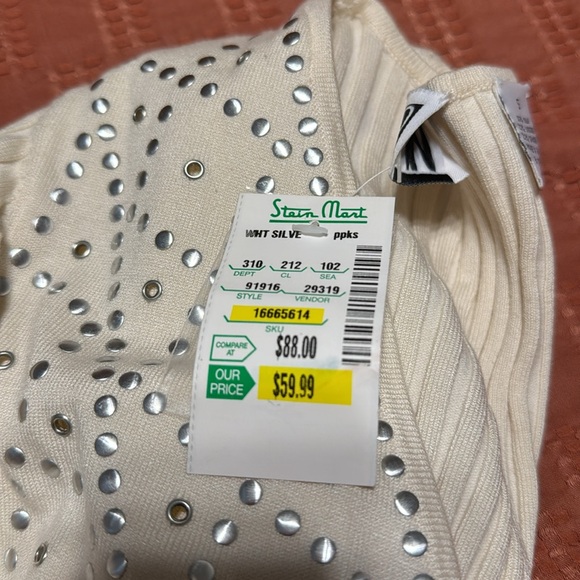 Stein Mart
WHT SILVE ppks
310 212 102
DEPT CL SEA
91916 29319
STYLE VENDOR
16665614
SKU
COMPARE AT $88.00
OUR PRICE $59.99
S